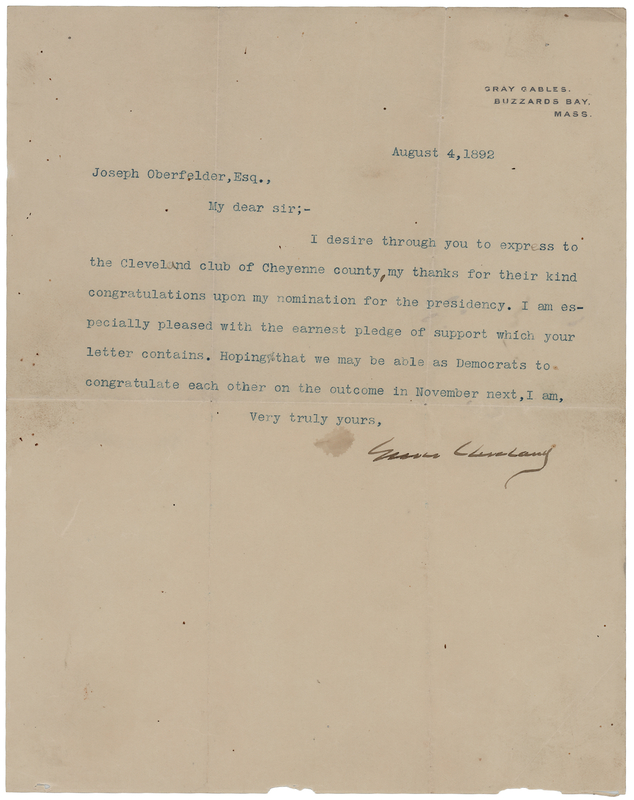 GRAY GABLES.
BUZZARDS BAY,
MASS.
August 4,1892
Joseph Oberfelder,Esq.,
My dear sir;-
I desire through you to express to
the Cleveland club of Cheyenne county,my thanks for their kind
congratulations upon my nomination for the presidency. I am es-
pecially pleased with the earnest pledge of support which your
letter contains. Hoping that we may be able as Democrats to
congratulate each other on the outcome in November next,I am,
Very truly yours,
Grover Cleveland